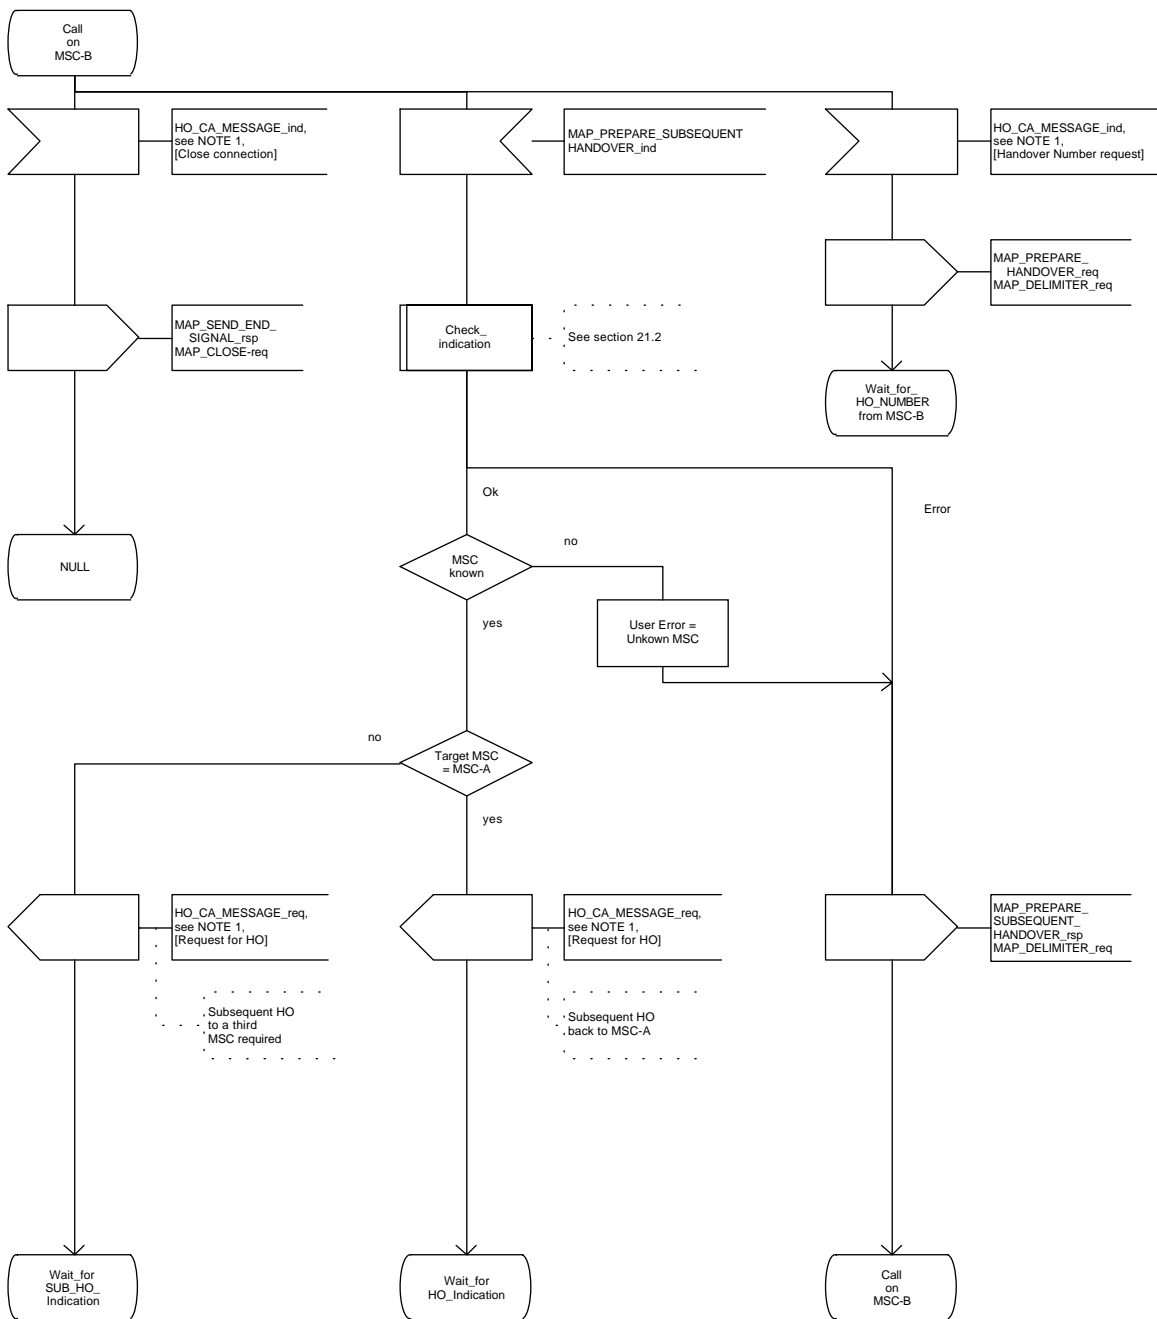 Call
on
MSC-B
HO_CA_MESSAGE_ind,
see NOTE 1,
[Close connection]
MAP_PREPARE_SUBSEQUENT
HANDOVER_ind
HO_CA_MESSAGE_ind,
see NOTE 1,
[Handover Number request]
MAP_PREPARE_
HANDOVER_req
MAP_DELIMITER_req
MAP_SEND_END_
SIGNAL_rsp
MAP_CLOSE-req
Check_
indication
See section 21.2
Wait_for_
HO_NUMBER
from MSC-B
Ok
Error
NULL
MSC
known
no
yes
User Error =
Unkown MSC
no
Target MSC
= MSC-A
yes
HO_CA_MESSAGE_req,
see NOTE 1,
[Request for HO]
HO_CA_MESSAGE_req,
see NOTE 1,
[Request for HO]
MAP_PREPARE_
SUBSEQUENT_
HANDOVER_rsp
MAP_DELIMITER_req
Subsequent HO
to a third
MSC required
Subsequent HO
back to MSC-A
Wait_for
SUB_HO_
Indication
Wait_for
HO_Indication
Call
on
MSC-B